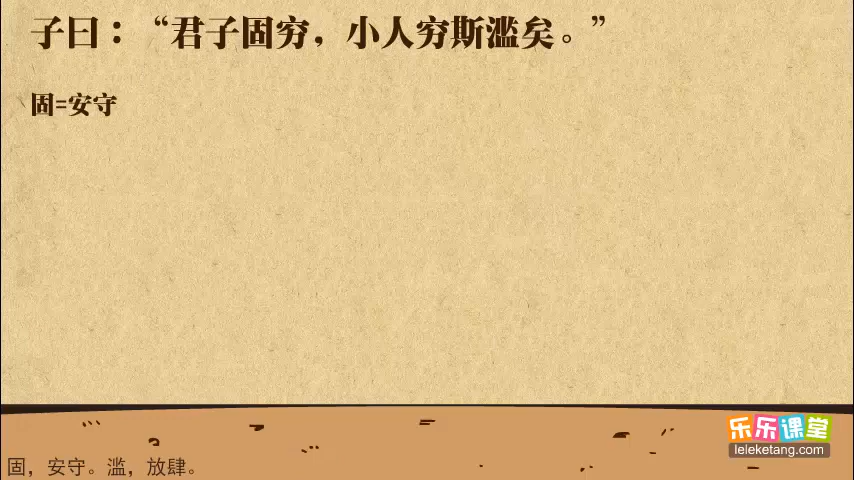 子曰：“君子固穷，小人穷斯滥矣。”
固=安守
乐乐课堂
leleketang.com
固，安守。滥，放肆。